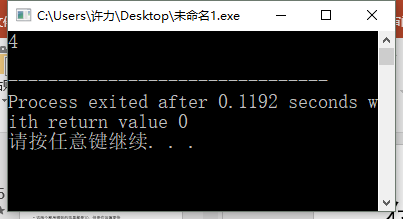 C:\Users\许力\Desktop\未命名1.exe
4
--------------------------------
Process exited after 0.1192 seconds w
ith return value 0
请按任意键继续. . .